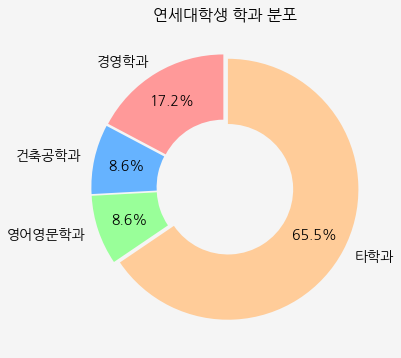 연세대학생 학과 분포
경영학과
17.2%
건축공학과
8.6%
영어영문학과
8.6%
65.5%
타학과